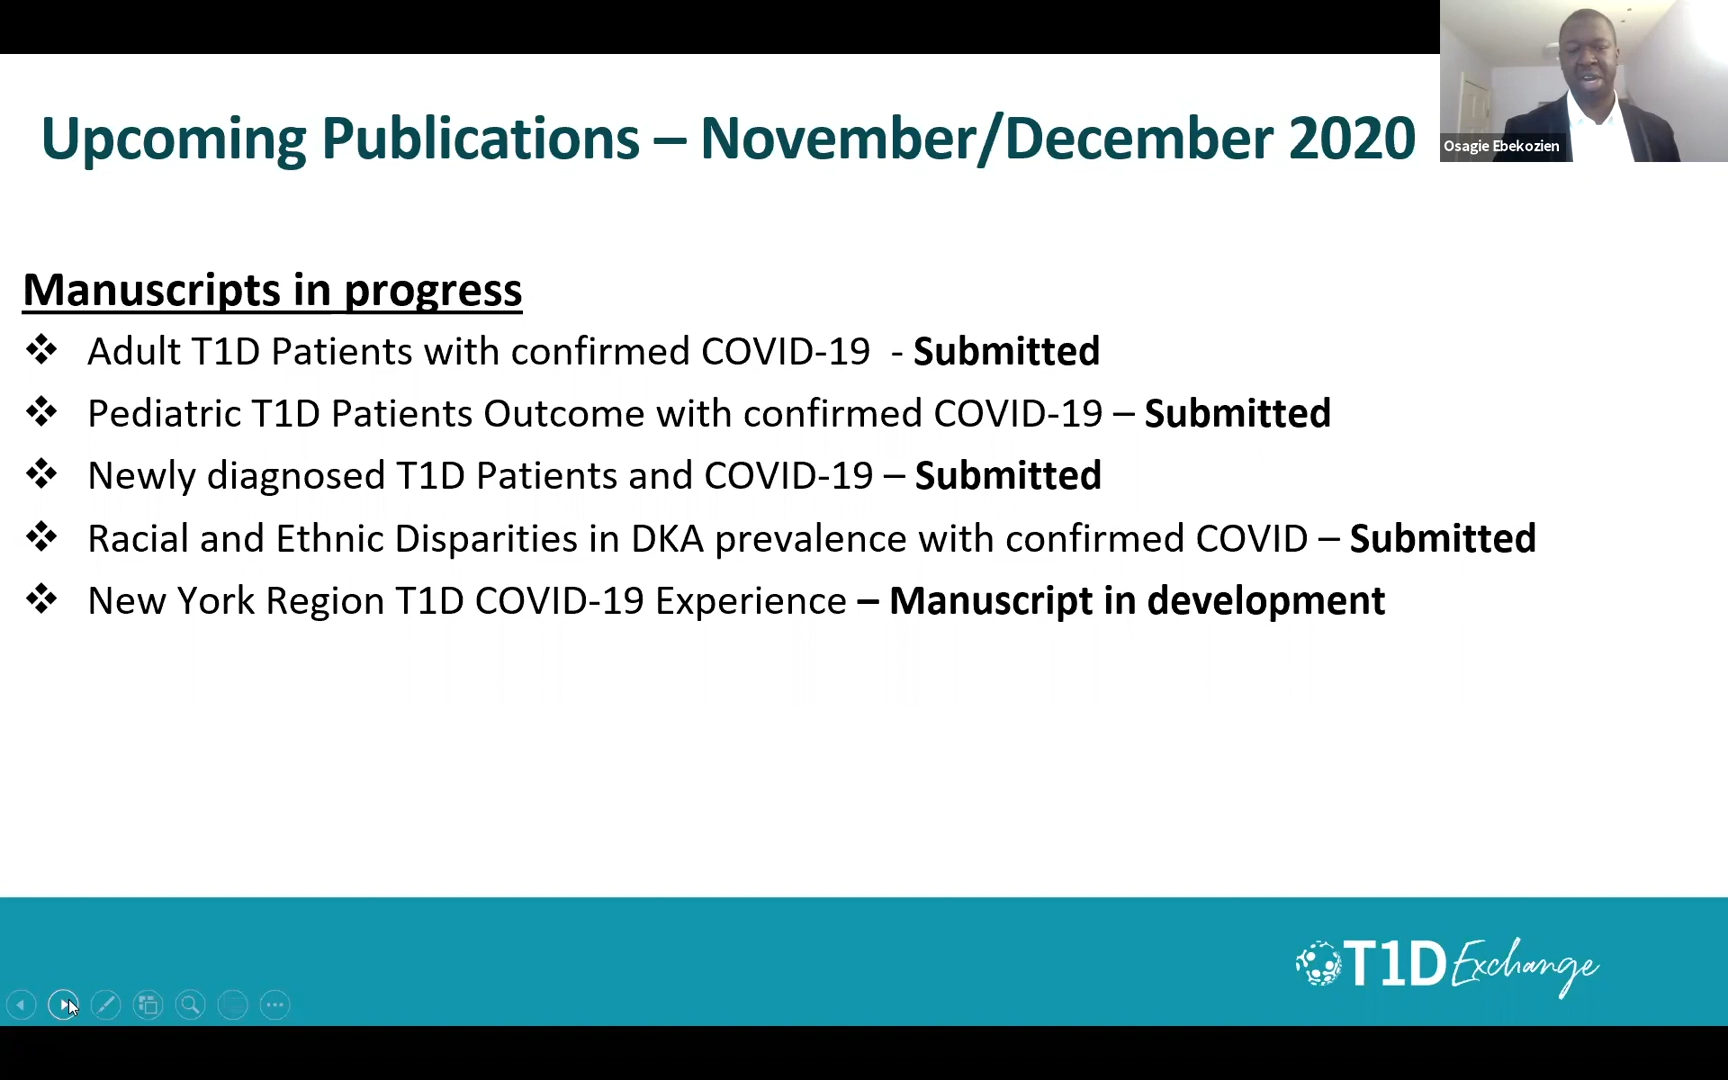 Upcoming Publications – November/December 2020
Osagie Ebekozien
Manuscripts in progress
❖ Adult T1D Patients with confirmed COVID-19 - Submitted
❖ Pediatric T1D Patients Outcome with confirmed COVID-19 – Submitted
❖ Newly diagnosed T1D Patients and COVID-19 – Submitted
❖ Racial and Ethnic Disparities in DKA prevalence with confirmed COVID – Submitted
❖ New York Region T1D COVID-19 Experience – Manuscript in development
T1D Exchange